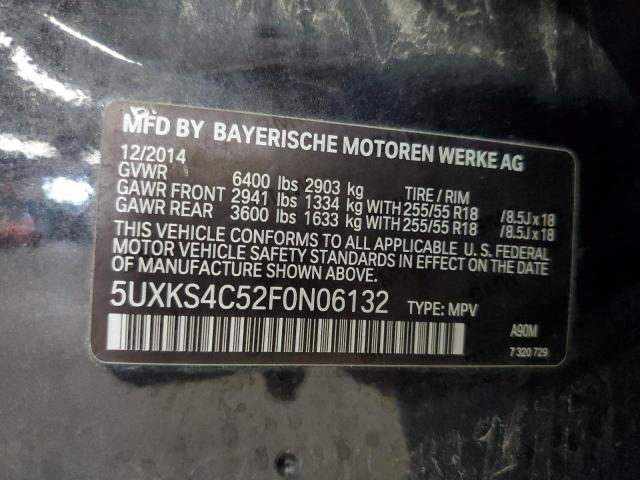 MFD BY BAYERISCHE MOTOREN WERKE AG
12/2014
GVWR 6400 lbs 2903 kg TIRE / RIM
GAWR FRONT 2941 lbs 1334 kg WITH 255/55 R18 /8.5J x 18
GAWR REAR 3600 lbs 1633 kg WITH 255/55 R18 /8.5J x 18
THIS VEHICLE CONFORMS TO ALL APPLICABLE U.S. FEDERAL
MOTOR VEHICLE SAFETY STANDARDS IN EFFECT ON THE
DATE OF MANUFACTURE SHOWN ABOVE.
5UXKS4C52F0N06132 TYPE: MPV
A90M
7 320 729